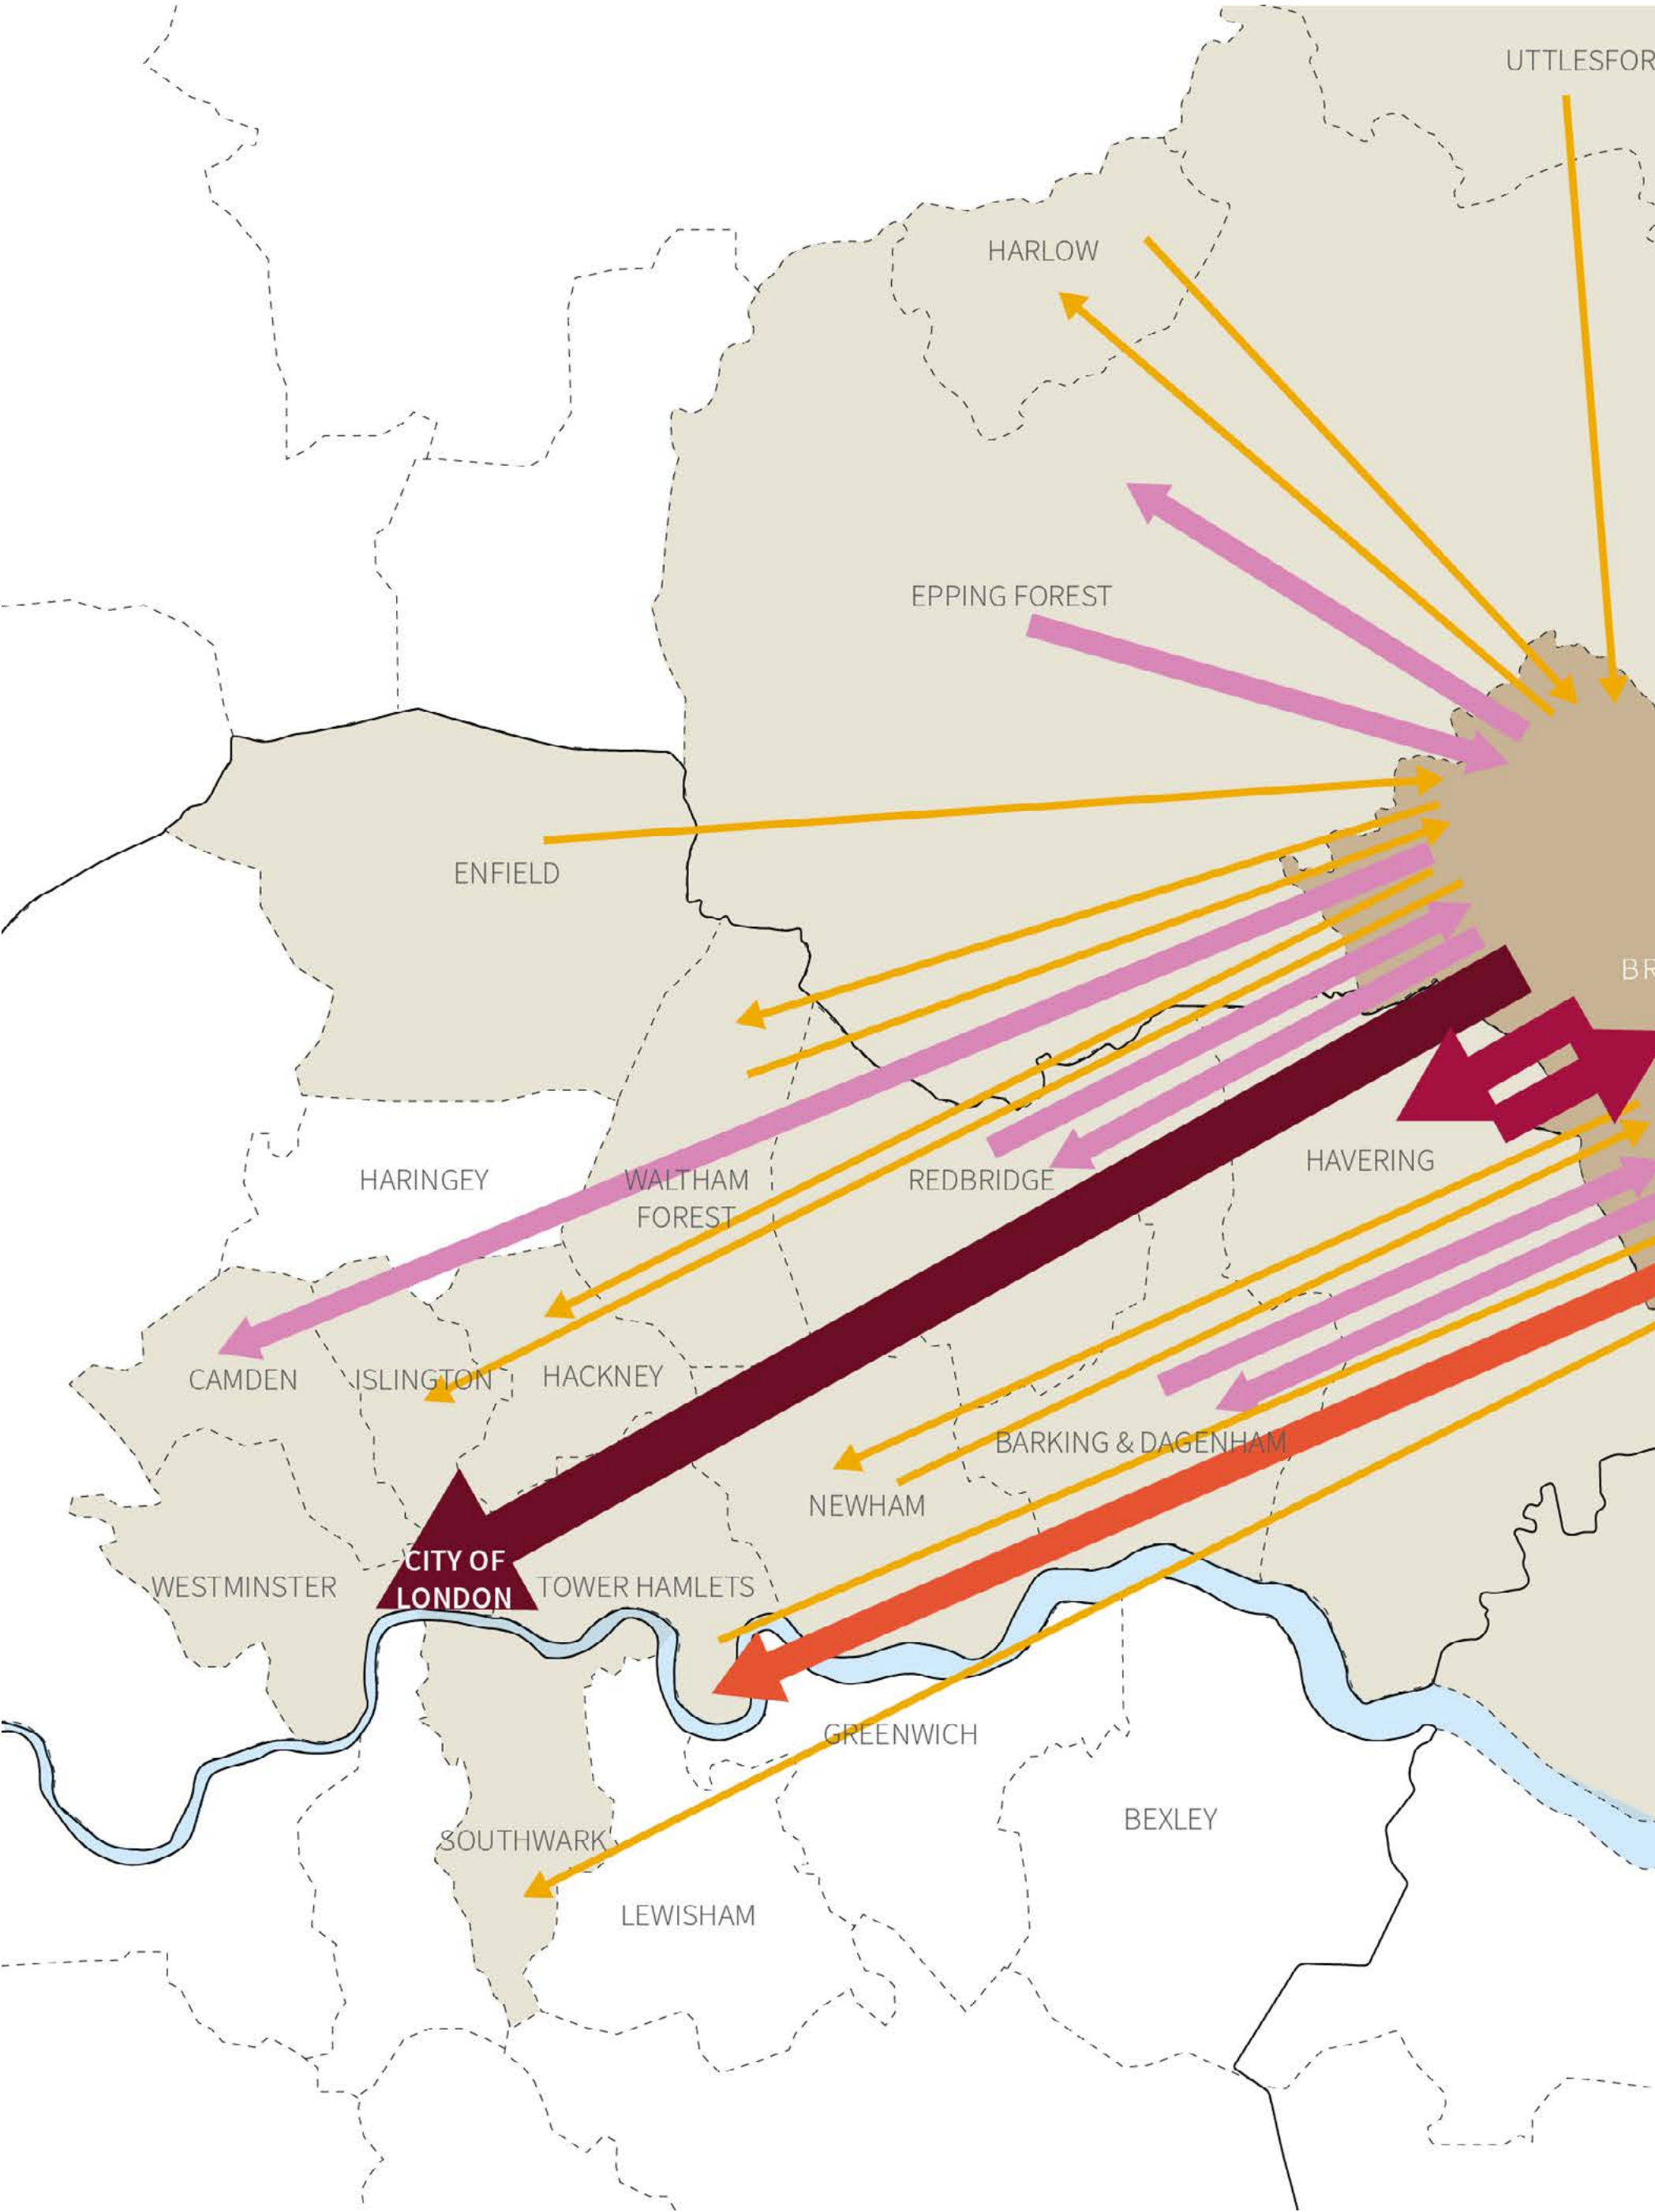 UTTLESFOR
HARLOW
EPPING FOREST
ENFIELD
BR
HARINGEY
WALTHAM
FOREST
REDBRIDGE
HAVERING
CAMDEN
ISLINGTON
HACKNEY
BARKING & DAGENHAM
NEWHAM
CITY OF
LONDON
WESTMINSTER
TOWER HAMLETS
GREENWICH
BEXLEY
SOUTHWARK
LEWISHAM